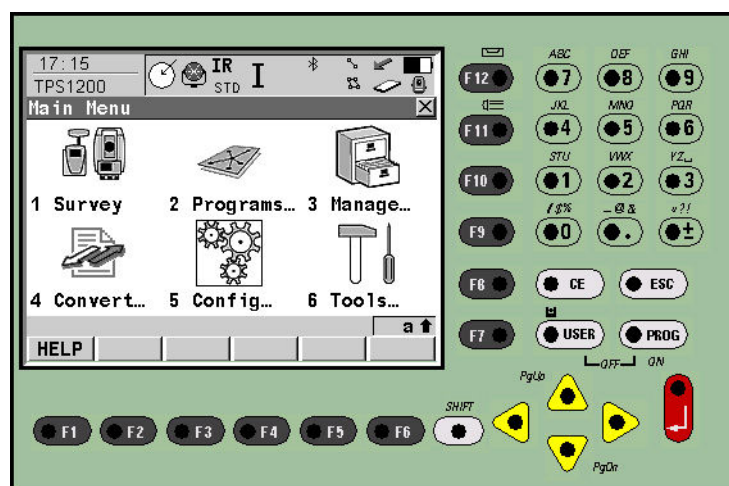 17:15
TPS1200
IR
STD
I
Main Menu
1 Survey
2 Programs…
3 Manage…
4 Convert…
5 Config…
6 Tools…
a
HELP
F12
7
8
9
ABC
DEF
GHI
F11
4
5
6
JKL
MNO
PQR
F10
1
2
3
STU
VWX
YZ␣
F9
0
.
±
/$%
_@&
*?!
F6
CE
ESC
F7
USER
PROG
OFF
ON
PgUp
SHIFT
F1
F2
F3
F4
F5
F6
PgDn